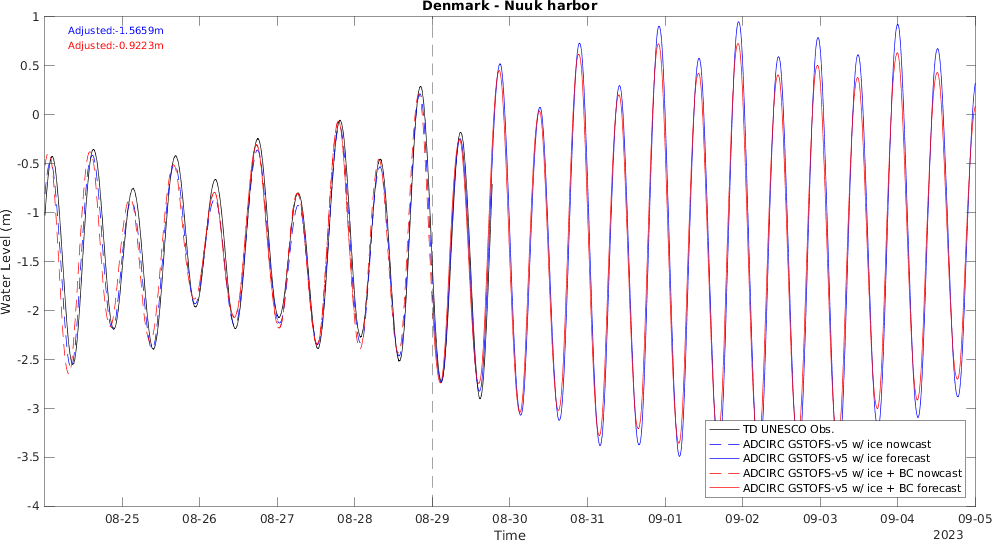 Denmark - Nuuk harbor
Adjusted:-1.5659m
Adjusted:-0.9223m
1
0.5
0
-0.5
-1
-1.5
-2
-2.5
-3
-3.5
-4
Water Level (m)
TD UNESCO Obs.
ADCIRC GSTOFS-v5 w/ ice nowcast
ADCIRC GSTOFS-v5 w/ ice forecast
ADCIRC GSTOFS-v5 w/ ice + BC nowcast
ADCIRC GSTOFS-v5 w/ ice + BC forecast
08-25 08-26 08-27 08-28 08-29 08-30 08-31 09-01 09-02 09-03 09-04 09-05
Time
2023